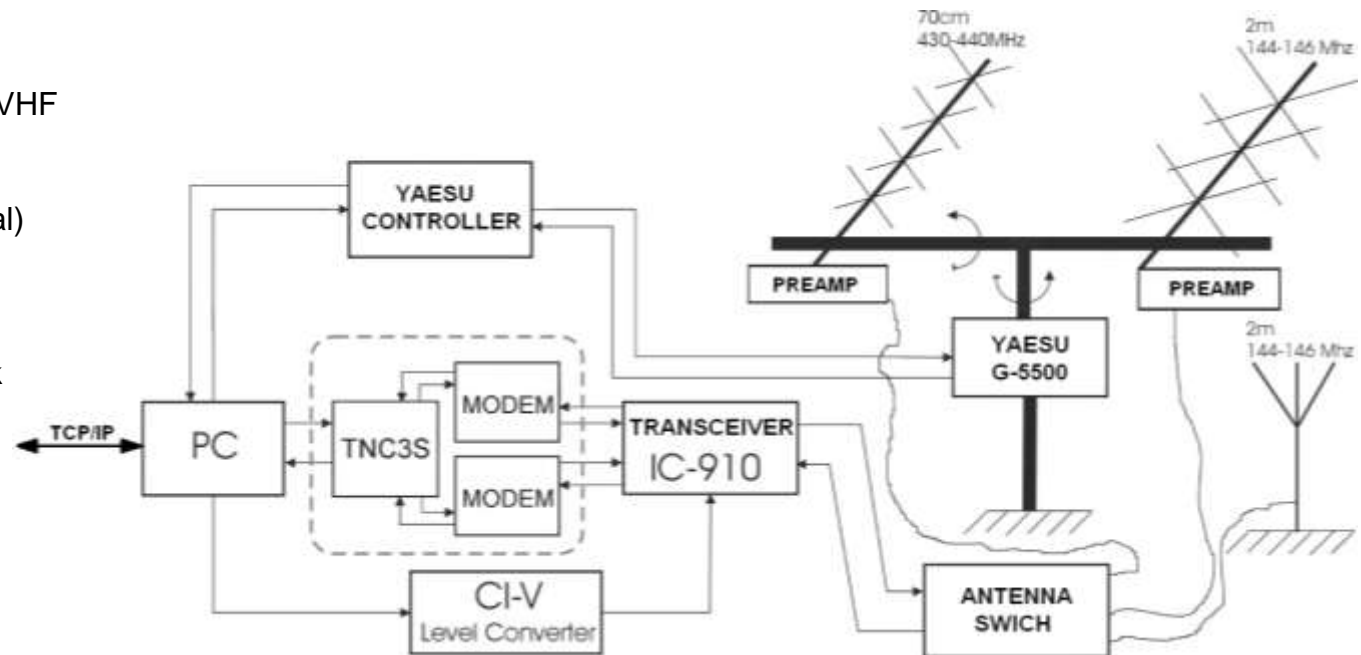 VHF
al)
k
70cm
430-440MHz
2m
144-146 Mhz
YAESU
CONTROLLER
PREAMP
PREAMP
YAESU
G-5500
2m
144-146 Mhz
TCP/IP
PC
TNC3S
MODEM
MODEM
TRANSCEIVER
IC-910
CI-V
Level Converter
ANTENNA
SWICH